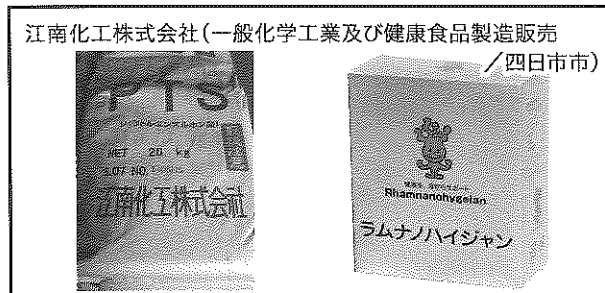 江南化工株式会社(一般化学工業及び健康食品製造販売
/四日市市)
PTS
NET 20 kg
LOT NO
江南化工株式会社
Rhamnanohygeian
ラムナノハイジャン